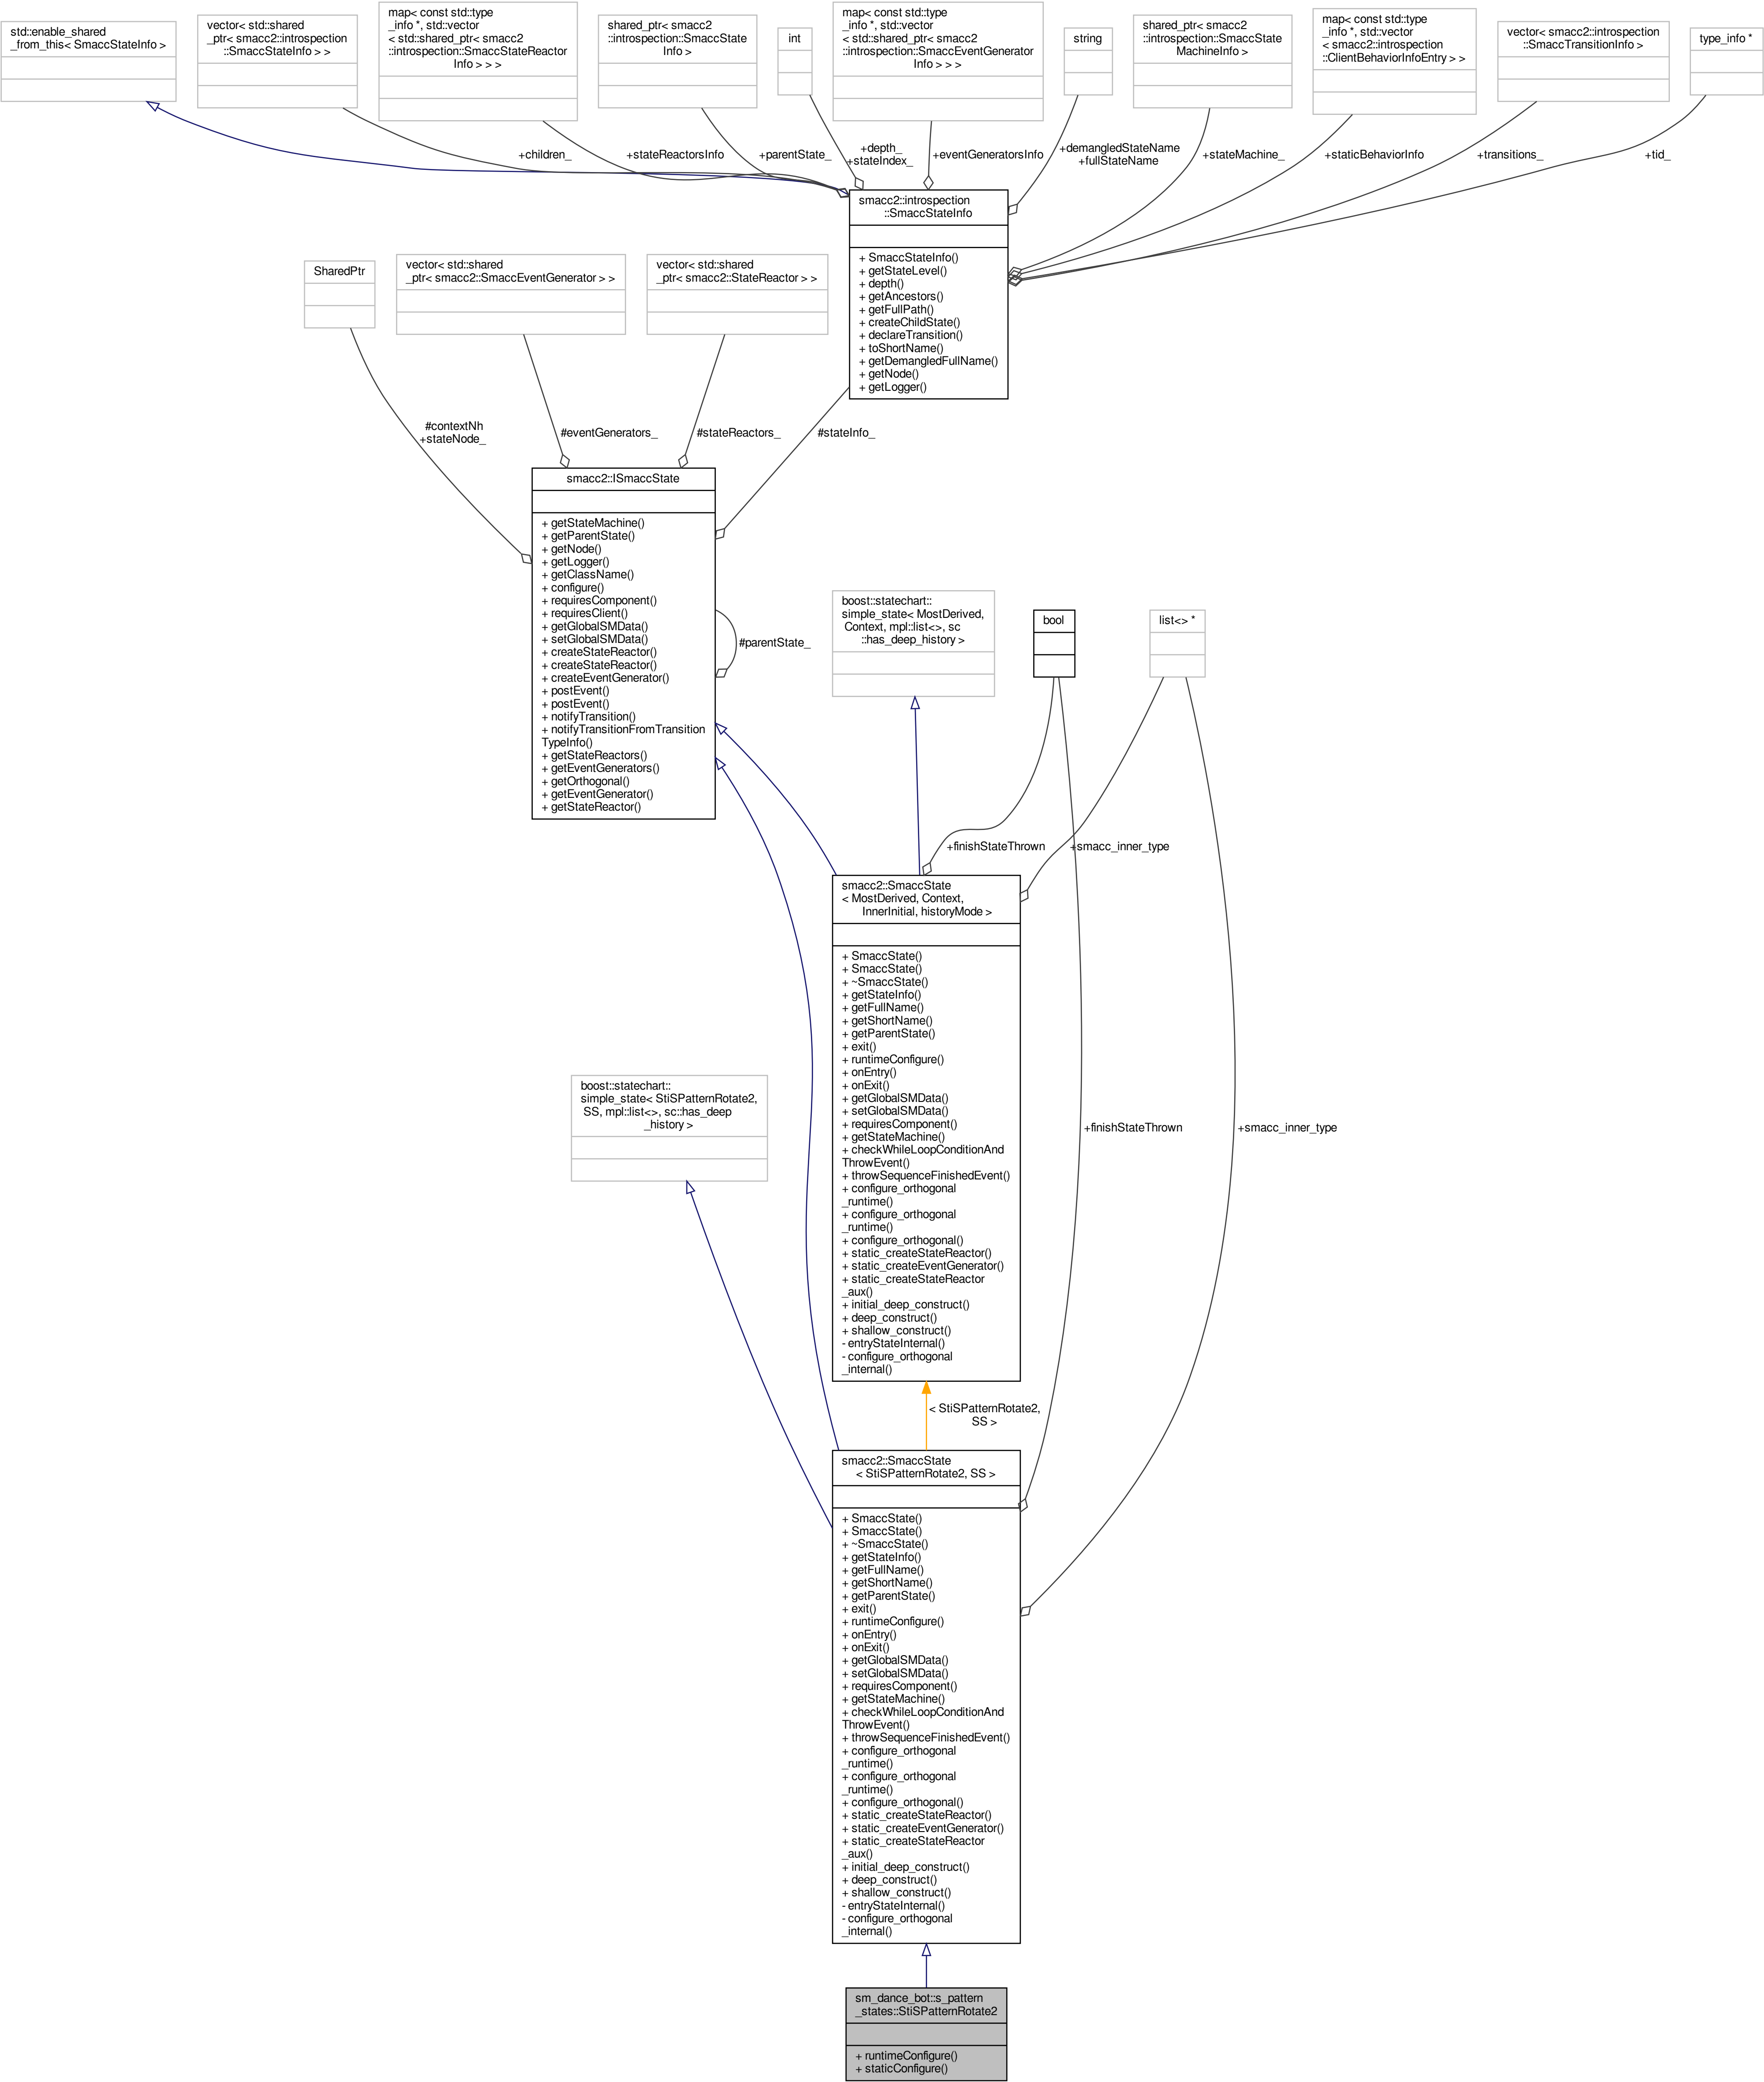 std::enable_shared
_from_this< SmaccStateInfo >
vector< std::shared
_ptr< smacc2::introspection
::SmaccStateInfo > >
map< const std::type
_info *, std::vector
< std::shared_ptr< smacc2
::introspection::SmaccStateReactor
Info > > >
shared_ptr< smacc2
::introspection::SmaccState
Info >
int
map< const std::type
_info *, std::vector
< std::shared_ptr< smacc2
::introspection::SmaccEventGenerator
Info > > >
string
shared_ptr< smacc2
::introspection::SmaccState
MachineInfo >
map< const std::type
_info *, std::vector
< smacc2::introspection
::ClientBehaviorInfoEntry > >
vector< smacc2::introspection
::SmaccTransitionInfo >
type_info *
+children_
+stateReactorsInfo
+parentState_
+depth_
+stateIndex_
+eventGeneratorsInfo
+demangledStateName
+fullStateName
+stateMachine_
+staticBehaviorInfo
+transitions_
+tid_
smacc2::introspection
::SmaccStateInfo
+ SmaccStateInfo()
+ getStateLevel()
+ depth()
+ getAncestors()
+ getFullPath()
+ createChildState()
+ declareTransition()
+ toShortName()
+ getDemangledFullName()
+ getNode()
+ getLogger()
SharedPtr
vector< std::shared
_ptr< smacc2::SmaccEventGenerator > >
vector< std::shared
_ptr< smacc2::StateReactor > >
#contextNh
+stateNode_
#eventGenerators_
#stateReactors_
#stateInfo_
smacc2::ISmaccState
+ getStateMachine()
+ getParentState()
+ getNode()
+ getLogger()
+ getClassName()
+ configure()
+ requiresComponent()
+ requiresClient()
+ getGlobalSMData()
+ setGlobalSMData()
+ createStateReactor()
+ createStateReactor()
+ createEventGenerator()
+ postEvent()
+ postEvent()
+ notifyTransition()
+ notifyTransitionFromTransition
TypeInfo()
+ getStateReactors()
+ getEventGenerators()
+ getOrthogonal()
+ getEventGenerator()
+ getStateReactor()
#parentState_
boost::statechart::
simple_state< MostDerived,
Context, mpl::list<>, sc
::has_deep_history >
bool
list<> *
+finishStateThrown
+smacc_inner_type
smacc2::SmaccState
< MostDerived, Context,
InnerInitial, historyMode >
+ SmaccState()
+ SmaccState()
+ ~SmaccState()
+ getStateInfo()
+ getFullName()
+ getShortName()
+ getParentState()
+ exit()
+ runtimeConfigure()
+ onEntry()
+ onExit()
+ getGlobalSMData()
+ setGlobalSMData()
+ requiresComponent()
+ getStateMachine()
+ checkWhileLoopConditionAnd
ThrowEvent()
+ throwSequenceFinishedEvent()
+ configure_orthogonal
_runtime()
+ configure_orthogonal
_runtime()
+ configure_orthogonal()
+ static_createStateReactor()
+ static_createEventGenerator()
+ static_createStateReactor
_aux()
+ initial_deep_construct()
+ deep_construct()
+ shallow_construct()
- entryStateInternal()
- configure_orthogonal
_internal()
boost::statechart::
simple_state< StiSPatternRotate2,
SS, mpl::list<>, sc::has_deep
_history >
+finishStateThrown
+smacc_inner_type
< StiSPatternRotate2,
SS >
smacc2::SmaccState
< StiSPatternRotate2, SS >
+ SmaccState()
+ SmaccState()
+ ~SmaccState()
+ getStateInfo()
+ getFullName()
+ getShortName()
+ getParentState()
+ exit()
+ runtimeConfigure()
+ onEntry()
+ onExit()
+ getGlobalSMData()
+ setGlobalSMData()
+ requiresComponent()
+ getStateMachine()
+ checkWhileLoopConditionAnd
ThrowEvent()
+ throwSequenceFinishedEvent()
+ configure_orthogonal
_runtime()
+ configure_orthogonal
_runtime()
+ configure_orthogonal()
+ static_createStateReactor()
+ static_createEventGenerator()
+ static_createStateReactor
_aux()
+ initial_deep_construct()
+ deep_construct()
+ shallow_construct()
- entryStateInternal()
- configure_orthogonal
_internal()
sm_dance_bot::s_pattern
_states::StiSPatternRotate2
+ runtimeConfigure()
+ staticConfigure()